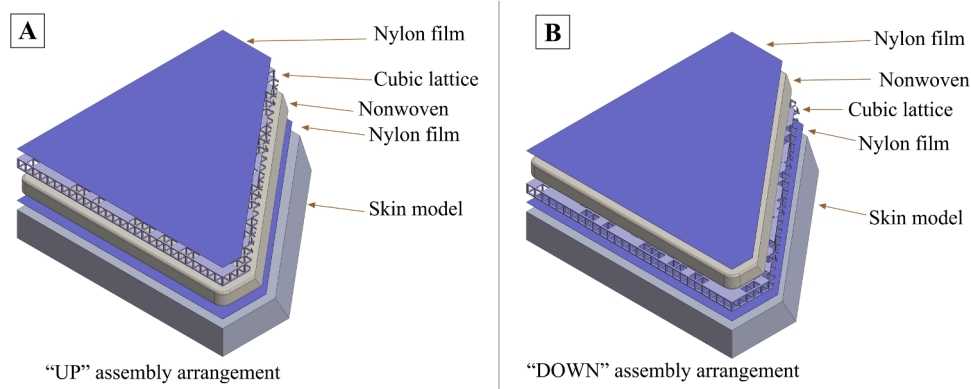 A
Nylon film
Cubic lattice
Nonwoven
Nylon film
Skin model
“UP” assembly arrangement
B
Nylon film
Nonwoven
Cubic lattice
Nylon film
Skin model
“DOWN” assembly arrangement